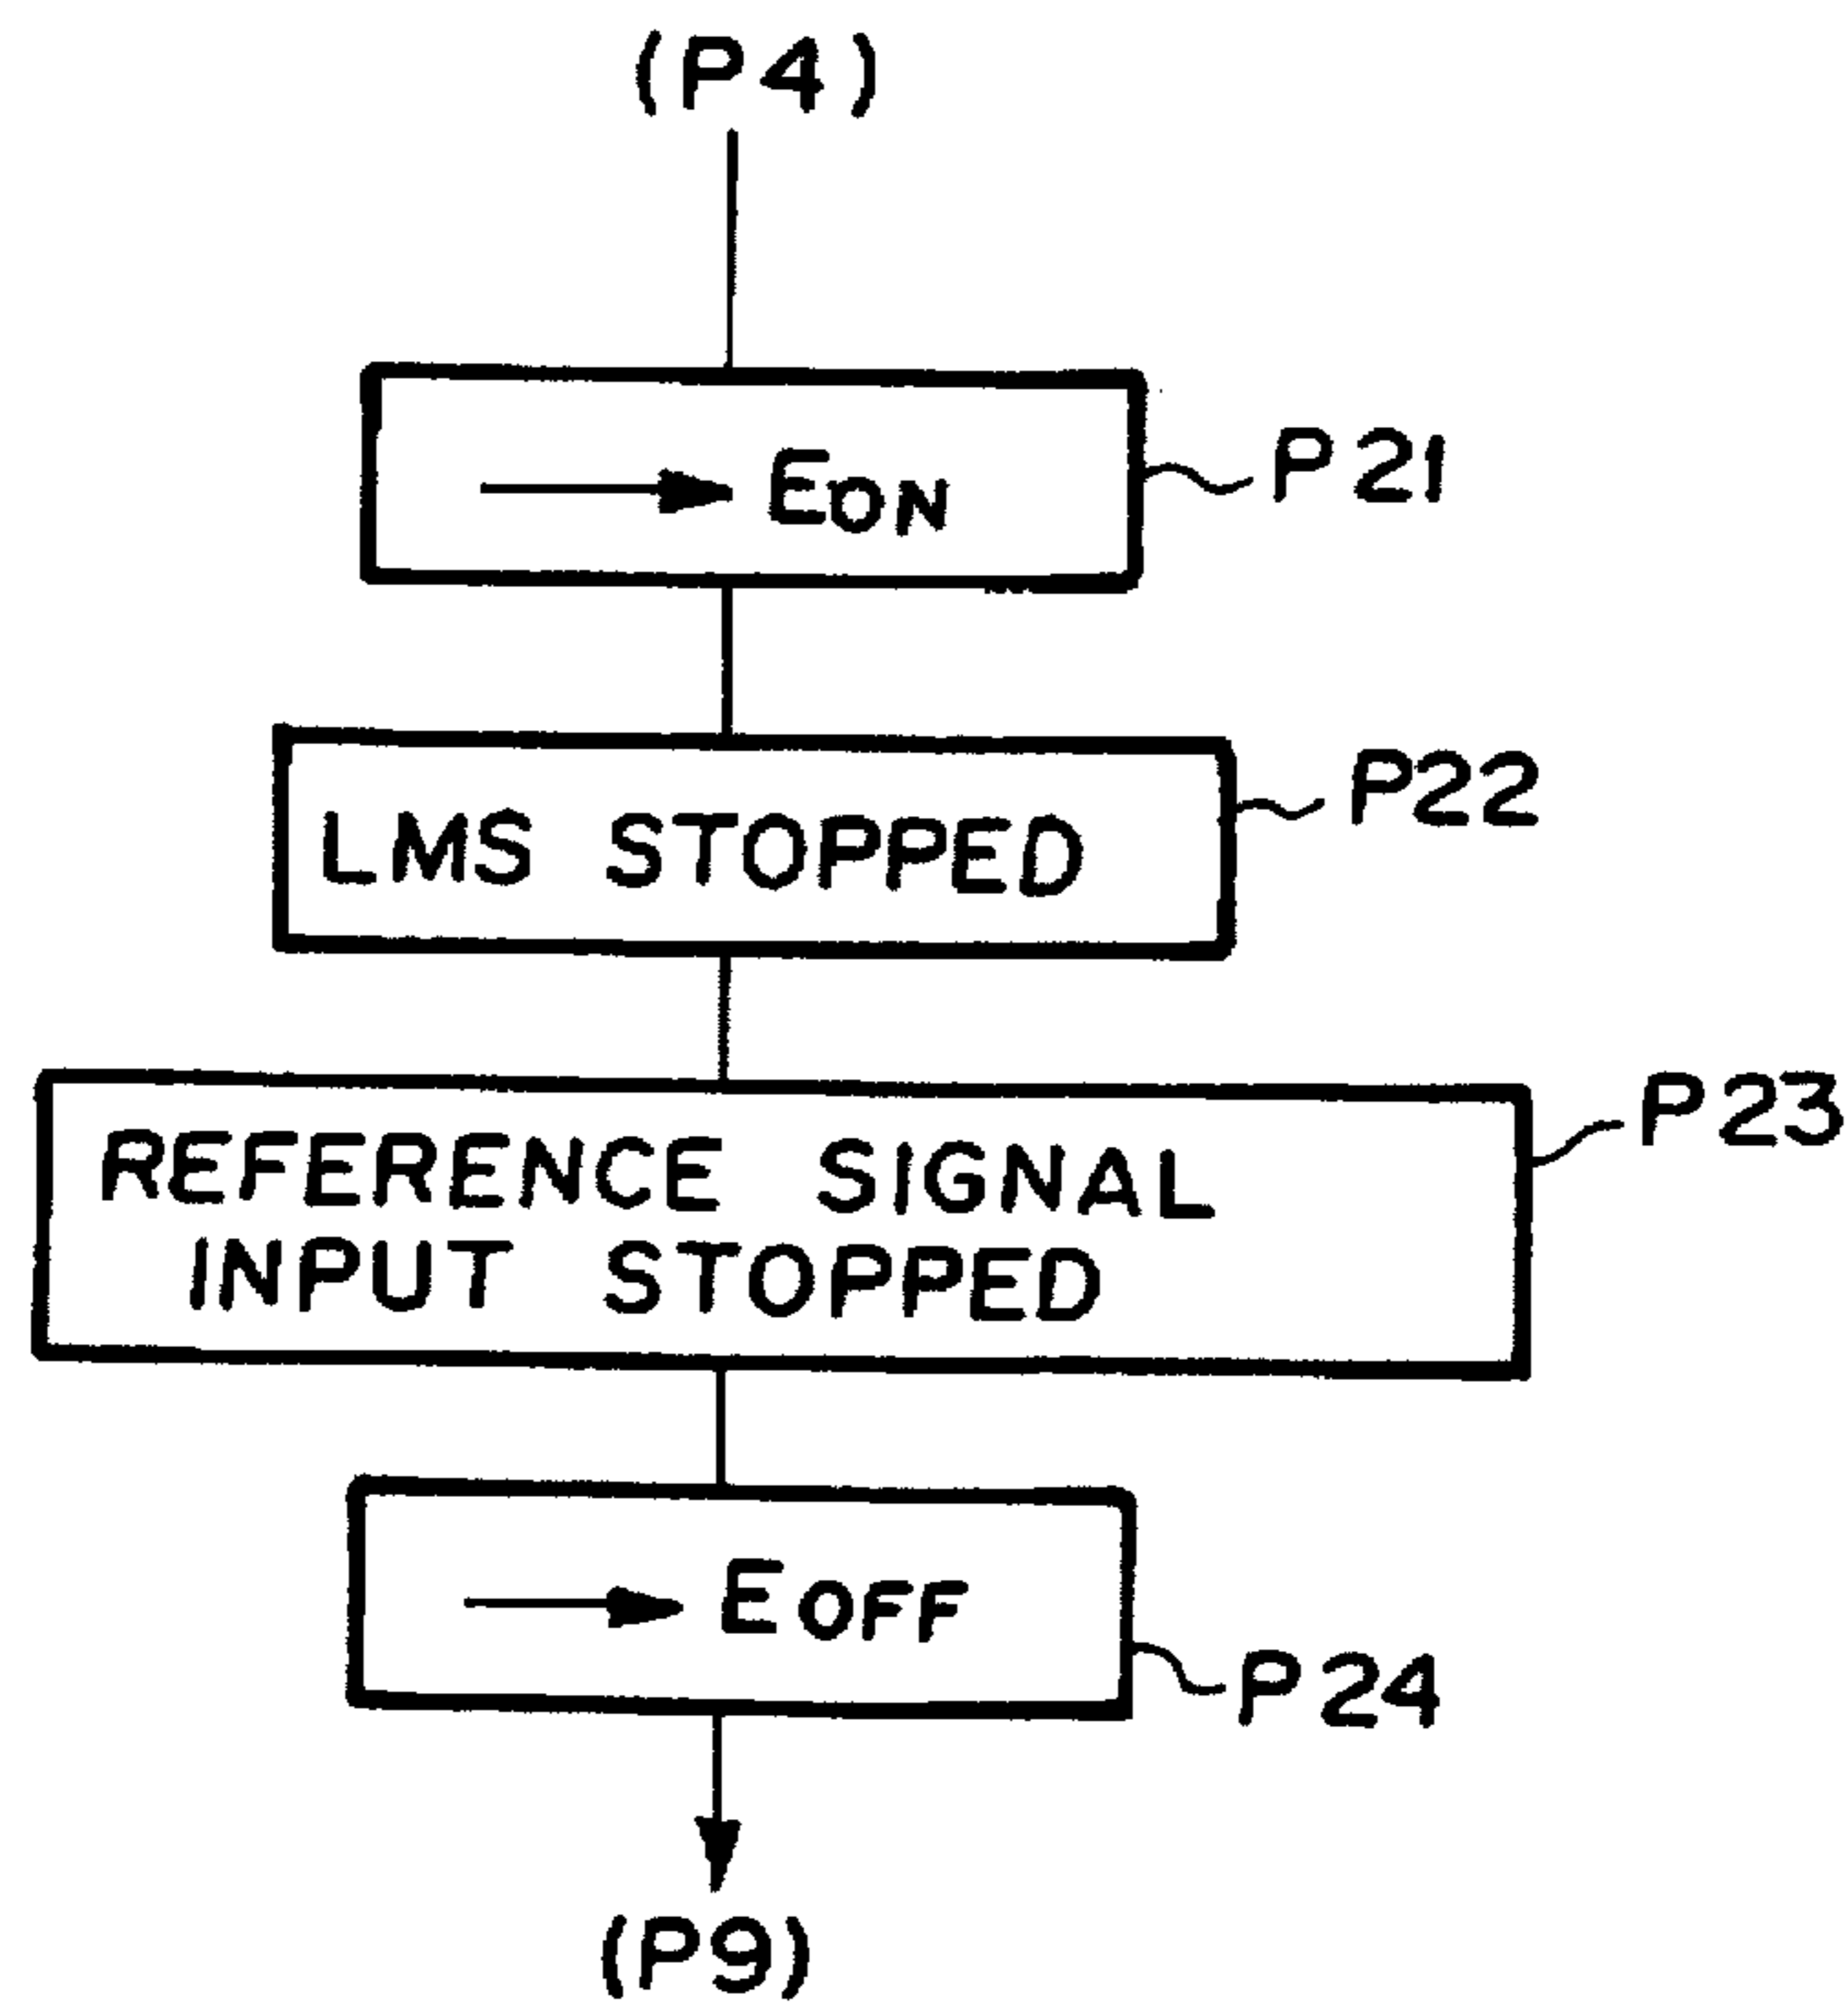 (P4)
→ EON
P21
LMS STOPPED
P22
REFERENCE SIGNAL
INPUT STOPPED
P23
→ EOFF
P24
(P9)